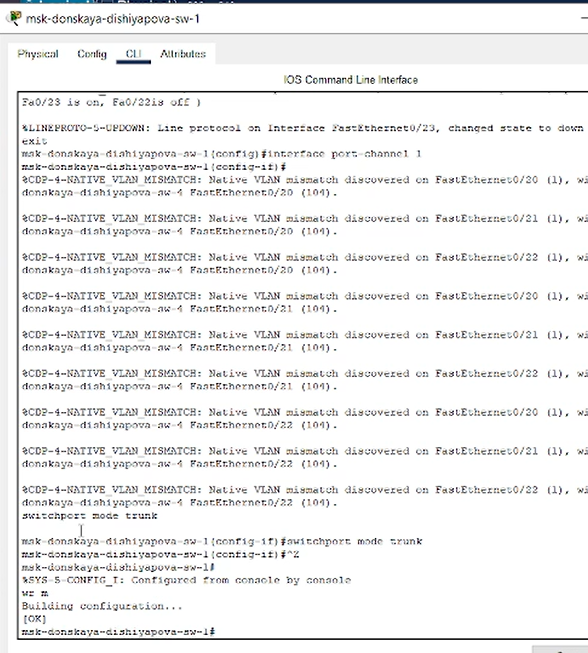 msk-donskaya-dishiyapova-sw-1
Physical Config CLI Attributes
IOS Command Line Interface
Fa0/23 is on, Fa0/22is off )
%LINEPROTO-5-UPDOWN: Line protocol on Interface FastEthernet0/23, changed state to down
exit
msk-donskaya-dishiyapova-sw-1(config)#interface port-channel 1
msk-donskaya-dishiyapova-sw-1(config-if)#
%CDP-4-NATIVE_VLAN_MISMATCH: Native VLAN mismatch discovered on FastEthernet0/20 (1), wi
donskaya-dishiyapova-sw-4 FastEthernet0/20 (104).
%CDP-4-NATIVE_VLAN_MISMATCH: Native VLAN mismatch discovered on FastEthernet0/21 (1), wi
donskaya-dishiyapova-sw-4 FastEthernet0/20 (104).
%CDP-4-NATIVE_VLAN_MISMATCH: Native VLAN mismatch discovered on FastEthernet0/22 (1), wi
donskaya-dishiyapova-sw-4 FastEthernet0/20 (104).
%CDP-4-NATIVE_VLAN_MISMATCH: Native VLAN mismatch discovered on FastEthernet0/20 (1), wi
donskaya-dishiyapova-sw-4 FastEthernet0/21 (104).
%CDP-4-NATIVE_VLAN_MISMATCH: Native VLAN mismatch discovered on FastEthernet0/21 (1), wi
donskaya-dishiyapova-sw-4 FastEthernet0/21 (104).
%CDP-4-NATIVE_VLAN_MISMATCH: Native VLAN mismatch discovered on FastEthernet0/22 (1), wi
donskaya-dishiyapova-sw-4 FastEthernet0/21 (104).
%CDP-4-NATIVE_VLAN_MISMATCH: Native VLAN mismatch discovered on FastEthernet0/20 (1), wi
donskaya-dishiyapova-sw-4 FastEthernet0/22 (104).
%CDP-4-NATIVE_VLAN_MISMATCH: Native VLAN mismatch discovered on FastEthernet0/21 (1), wi
donskaya-dishiyapova-sw-4 FastEthernet0/22 (104).
%CDP-4-NATIVE_VLAN_MISMATCH: Native VLAN mismatch discovered on FastEthernet0/22 (1), wi
donskaya-dishiyapova-sw-4 FastEthernet0/22 (104).
switchport mode trunk
msk-donskaya-dishiyapova-sw-1(config-if)#switchport mode trunk
msk-donskaya-dishiyapova-sw-1(config-if)#^Z
msk-donskaya-dishiyapova-sw-1#
%SYS-5-CONFIG_I: Configured from console by console
wr m
Building configuration...
[OK]
msk-donskaya-dishiyapova-sw-1#